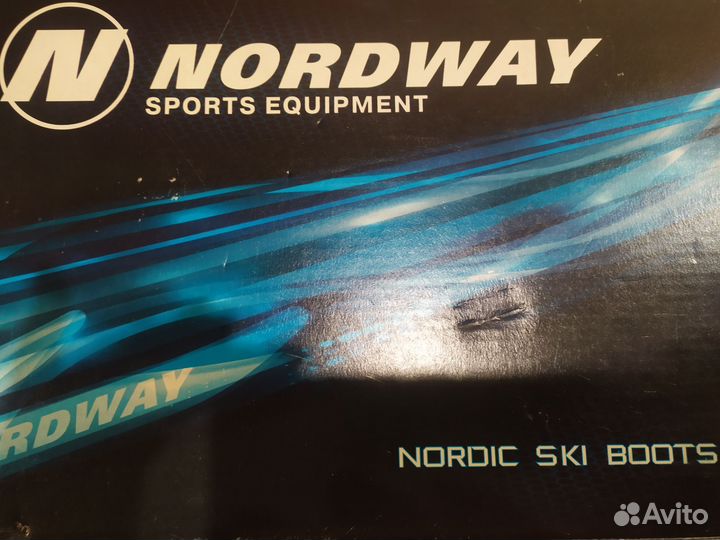 N NORDWAY
SPORTS EQUIPMENT
RDWAY
NORDIC SKI BOOTS
Avito